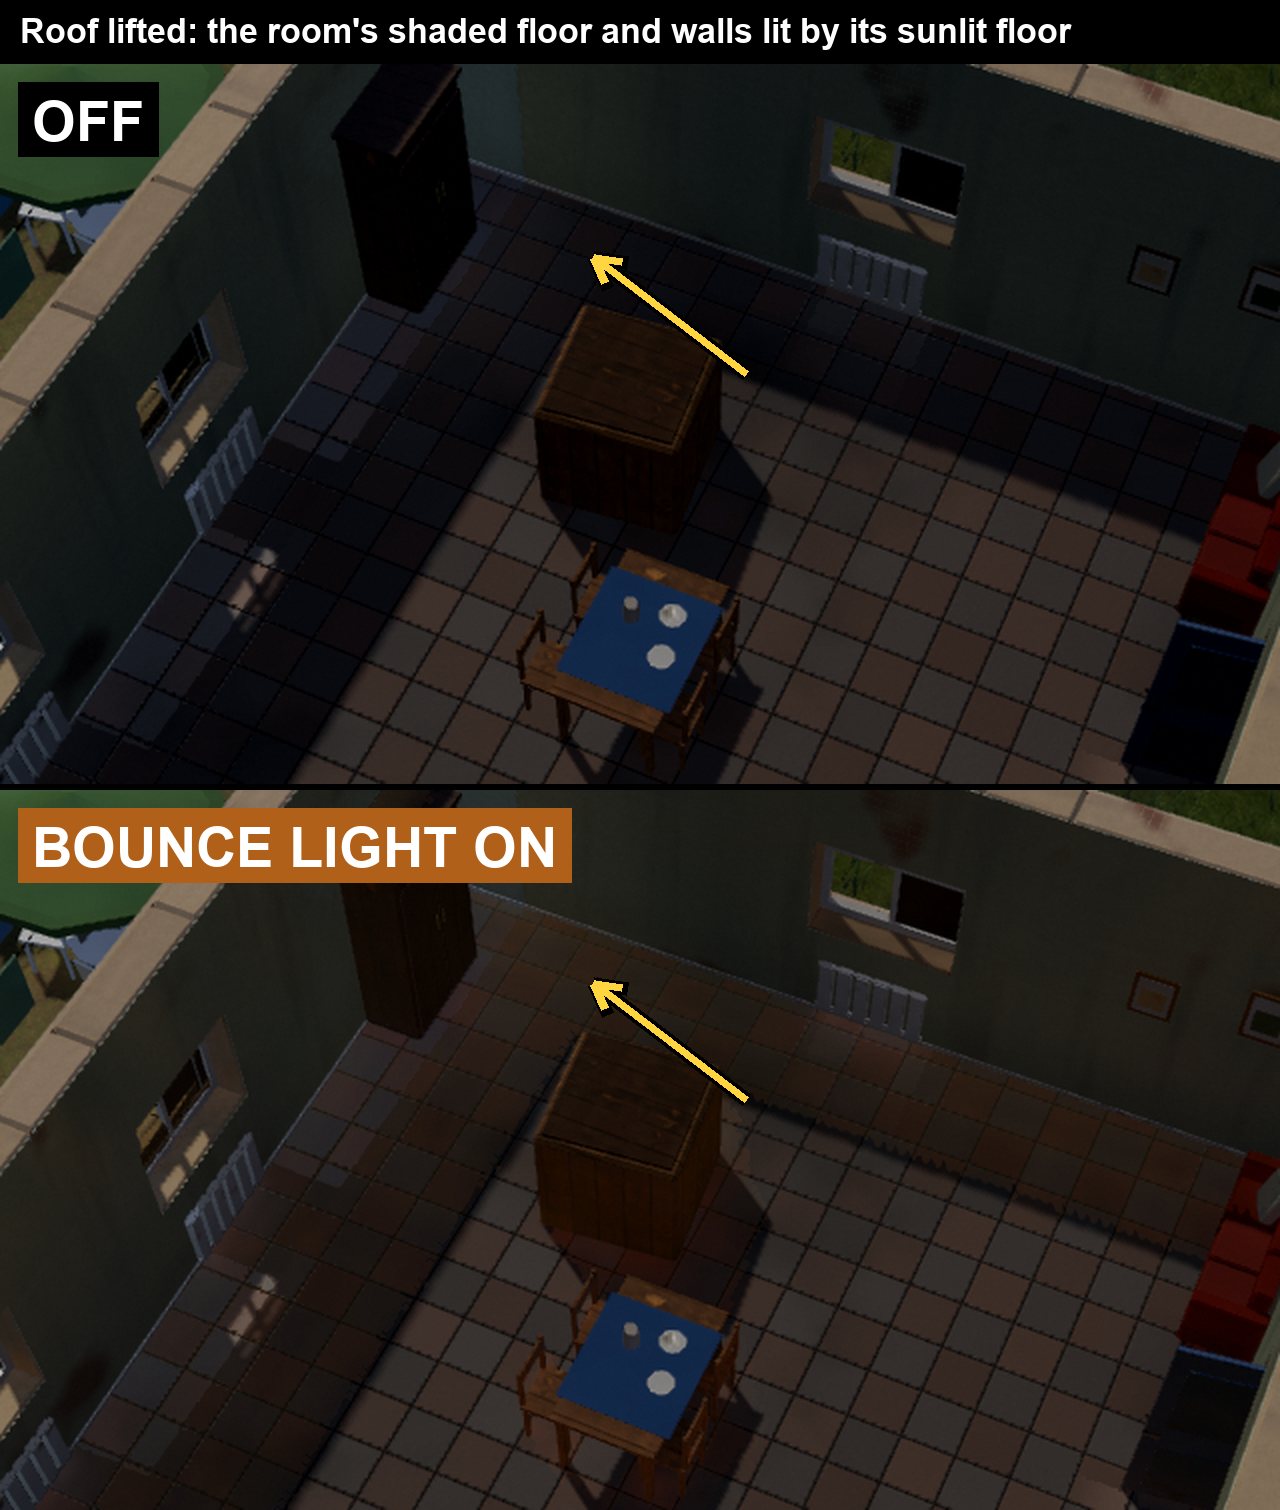 Roof lifted: the room's shaded floor and walls lit by its sunlit floor
OFF
BOUNCE LIGHT ON